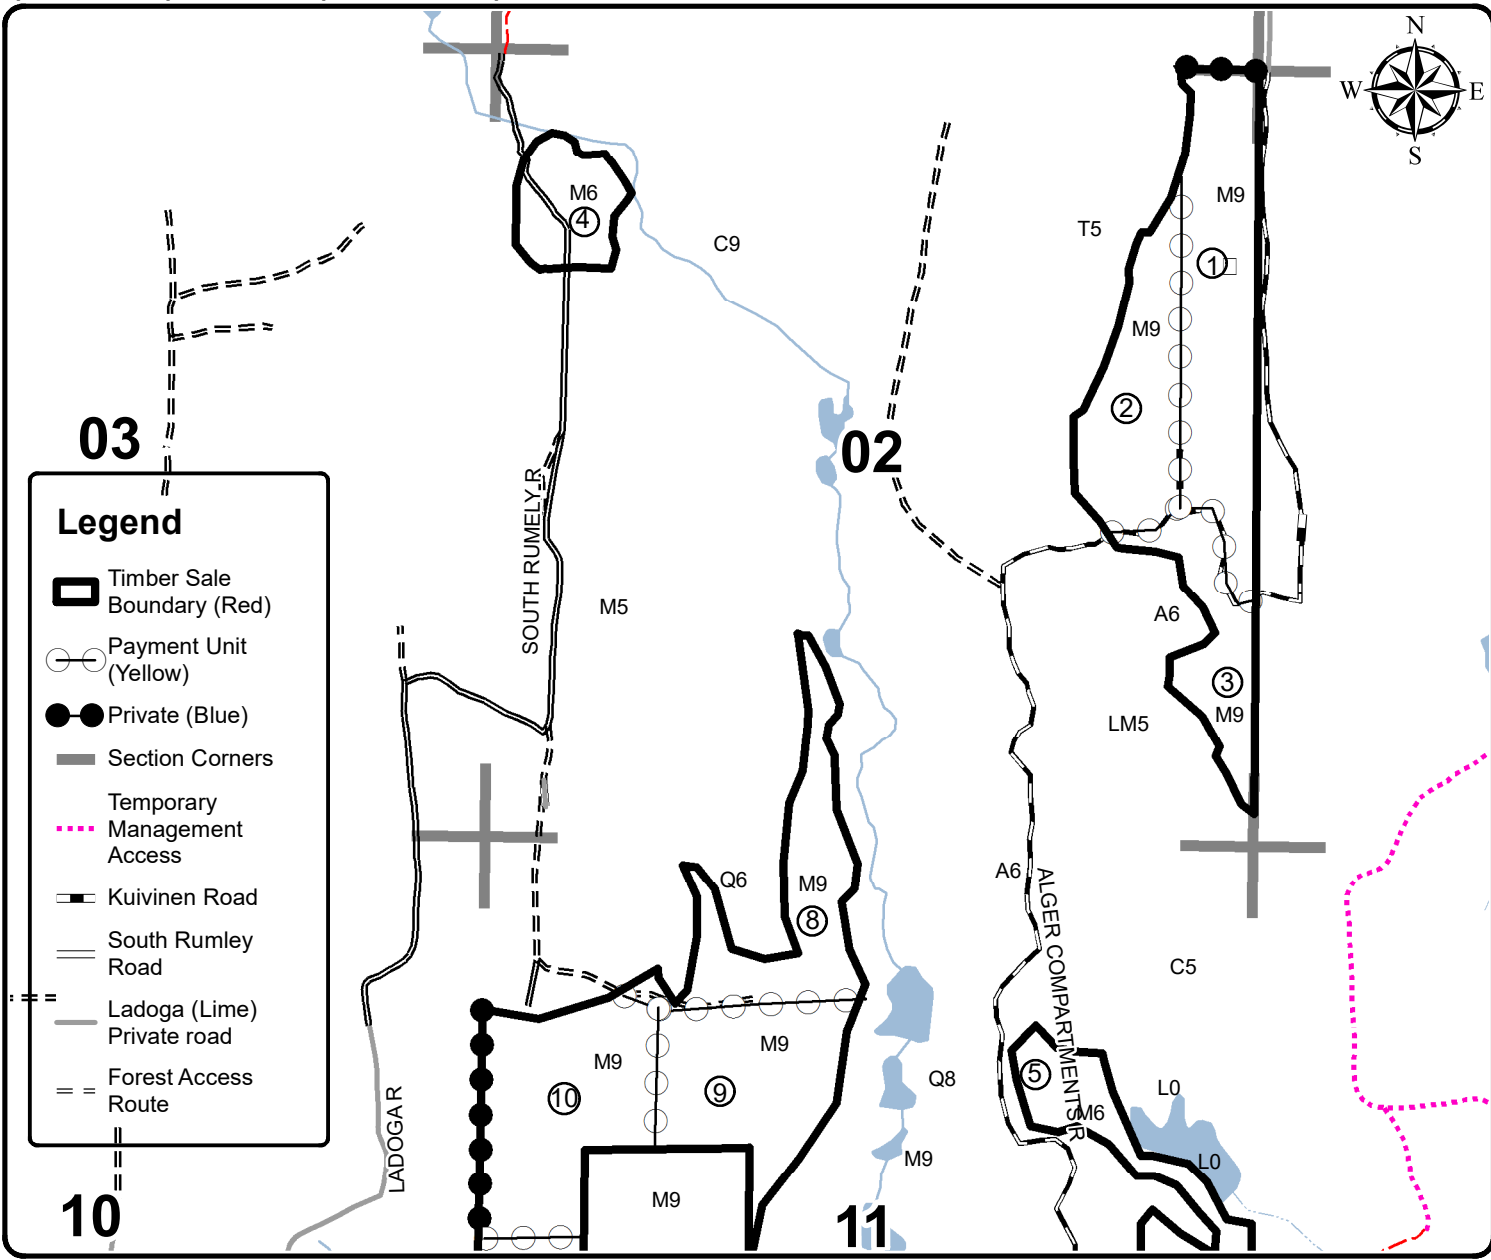 N
W
E
S
M6
4
M9
T5
C9
1
M9
2
03
02
Legend
Timber Sale
Boundary (Red)
Payment Unit
(Yellow)
Private (Blue)
Section Corners
Temporary
Management
Access
Kuivinen Road
South Rumley
Road
Ladoga (Lime)
Private road
Forest Access
Route
SOUTH RUMELY R
M5
A6
3
M9
LM5
Q6
M9
8
A6
ALGER COMPARTMENTS R
C5
M9
M9
10
9
5
Q8
L0
M6
LADOGA R
M9
L0
M9
10
11